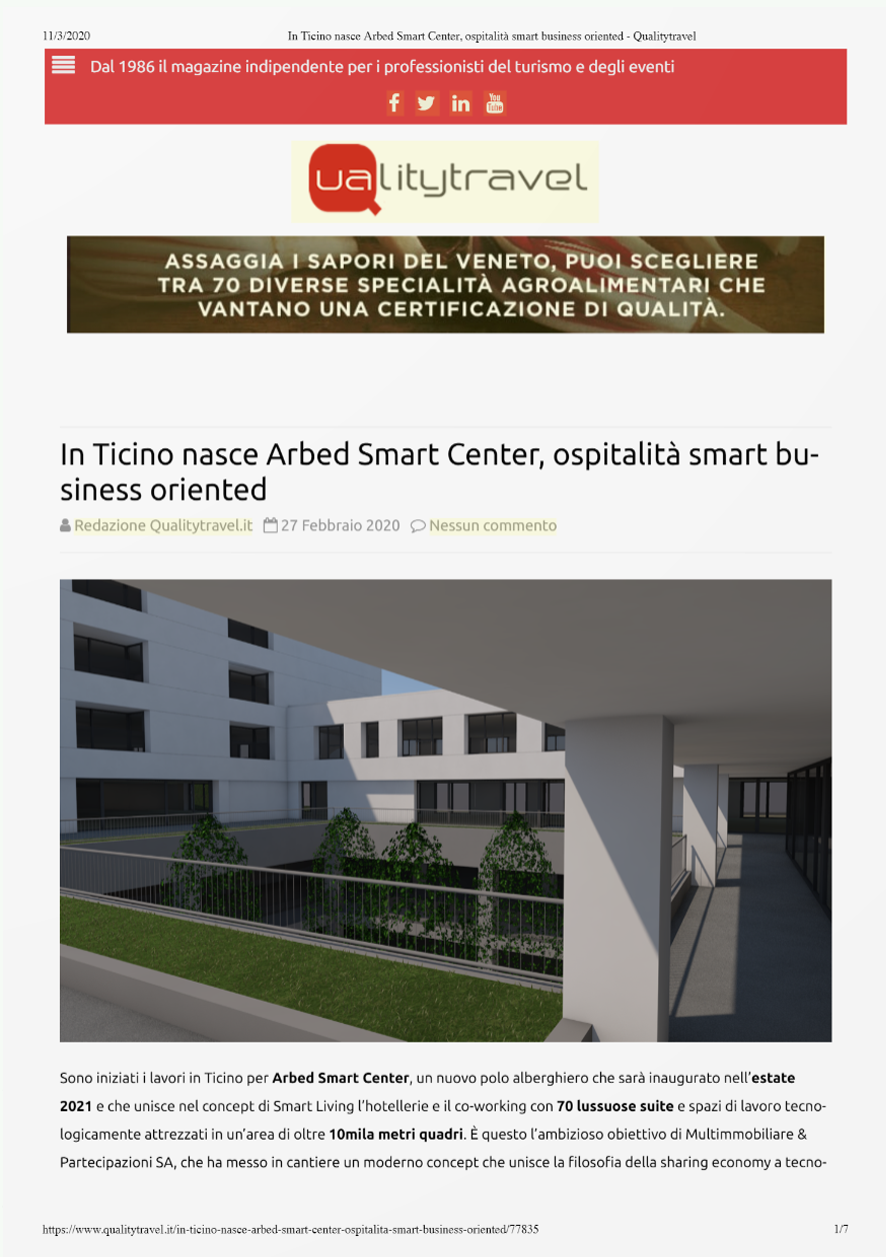 11/3/2020 In Ticino nasce Arbed Smart Center, ospitalità smart business oriented - Qualitytravel
Dal 1986 il magazine indipendente per i professionisti del turismo e degli eventi
f in You Tube
Qualitytravel
ASSAGGIA I SAPORI DEL VENETO, PUOI SCEGLIERE
TRA 70 DIVERSE SPECIALITÀ AGROALIMENTARI CHE
VANTANO UNA CERTIFICAZIONE DI QUALITÀ.
In Ticino nasce Arbed Smart Center, ospitalità smart bu-
siness oriented
Redazione Qualitytravel.it 27 Febbraio 2020 Nessun commento
Sono iniziati i lavori in Ticino per Arbed Smart Center, un nuovo polo alberghiero che sarà inaugurato nell'estate
2021 e che unisce nel concept di Smart Living l'hotellerie e il co-working con 70 lussuose suite e spazi di lavoro tecno-
logicamente attrezzati in un'area di oltre 10mila metri quadri. È questo l'ambizioso obiettivo di Multimmobiliare &
Partecipazioni SA, che ha messo in cantiere un moderno concept che unisce la filosofia della sharing economy a tecno-
https://www.qualitytravel.it/in-ticino-nasce-arbed-smart-center-ospitalita-smart-business-oriented/77835 1/7